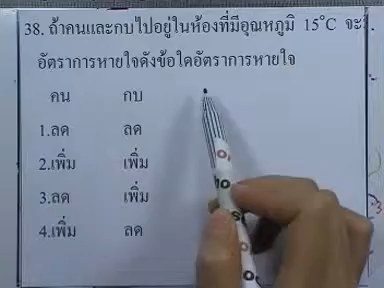 38. ถ้าคนและกบไปอยู่ในห้องที่มีอุณหภูมิ 15°C จะ
อัตราการหายใจดังข้อใดอัตราการหายใจ
คน กบ
1.ลด ลด
2.เพิ่ม เพิ่ม
3.ลด เพิ่ม
4.เพิ่ม ลด